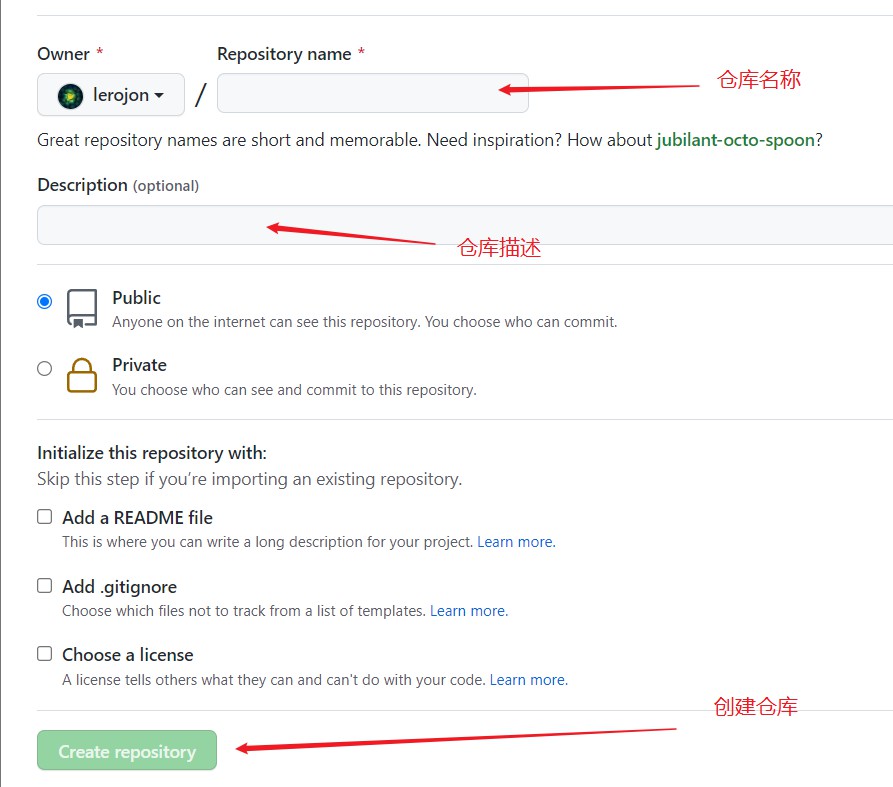 Owner *
Repository name *
lerojon
/
仓库名称
Great repository names are short and memorable. Need inspiration? How about jubilant-octo-spoon?
Description (optional)
仓库描述
Public
Anyone on the internet can see this repository. You choose who can commit.
Private
You choose who can see and commit to this repository.
Initialize this repository with:
Skip this step if you're importing an existing repository.
Add a README file
This is where you can write a long description for your project. Learn more.
Add .gitignore
Choose which files not to track from a list of templates. Learn more.
Choose a license
A license tells others what they can and can't do with your code. Learn more.
创建仓库
Create repository